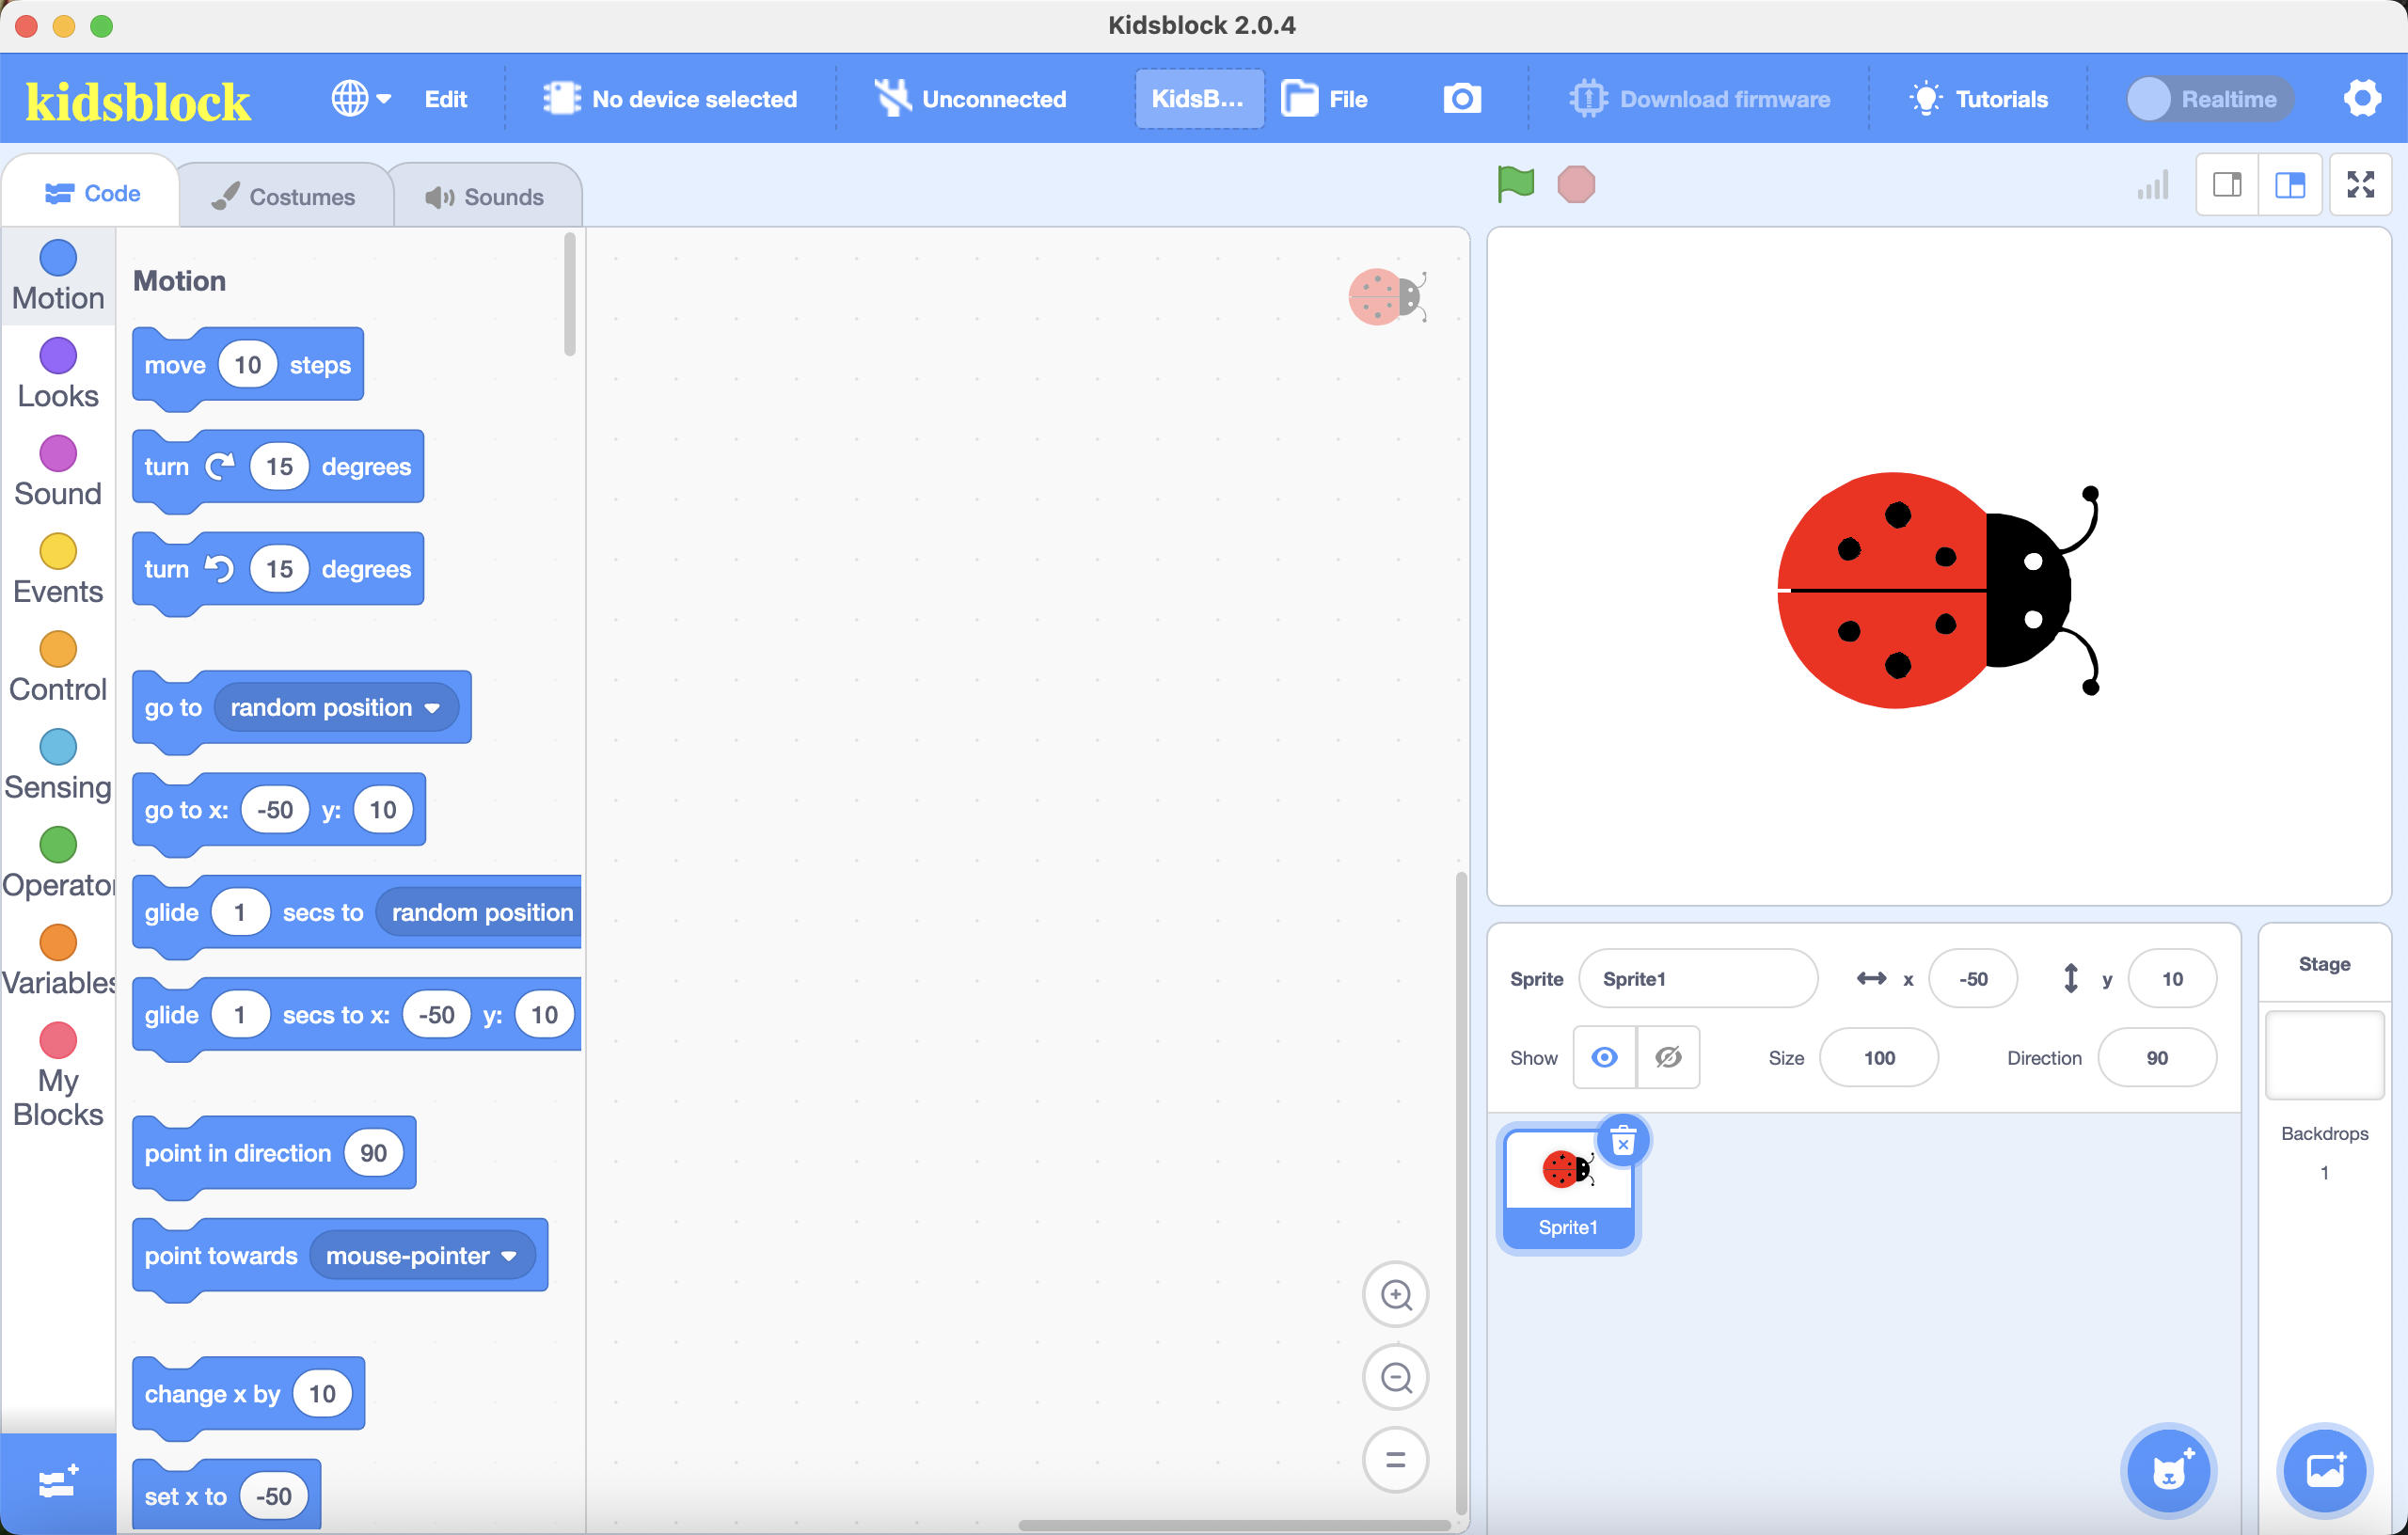 Kidsblock 2.0.4
kidsblock
Edit
No device selected
Unconnected
KidsB...
File
Download firmware
Tutorials
Realtime
Code
Costumes
Sounds
Motion
Looks
Sound
Events
Control
Sensing
Operator
Variables
My
Blocks
Motion
move 10 steps
turn 15 degrees
turn 15 degrees
go to random position
go to x: -50 y: 10
glide 1 secs to random position
glide 1 secs to x: -50 y: 10
point in direction 90
point towards mouse-pointer
change x by 10
set x to -50
Sprite Sprite1 x -50 y 10
Show Size 100 Direction 90
Sprite1
Stage
Backdrops
1